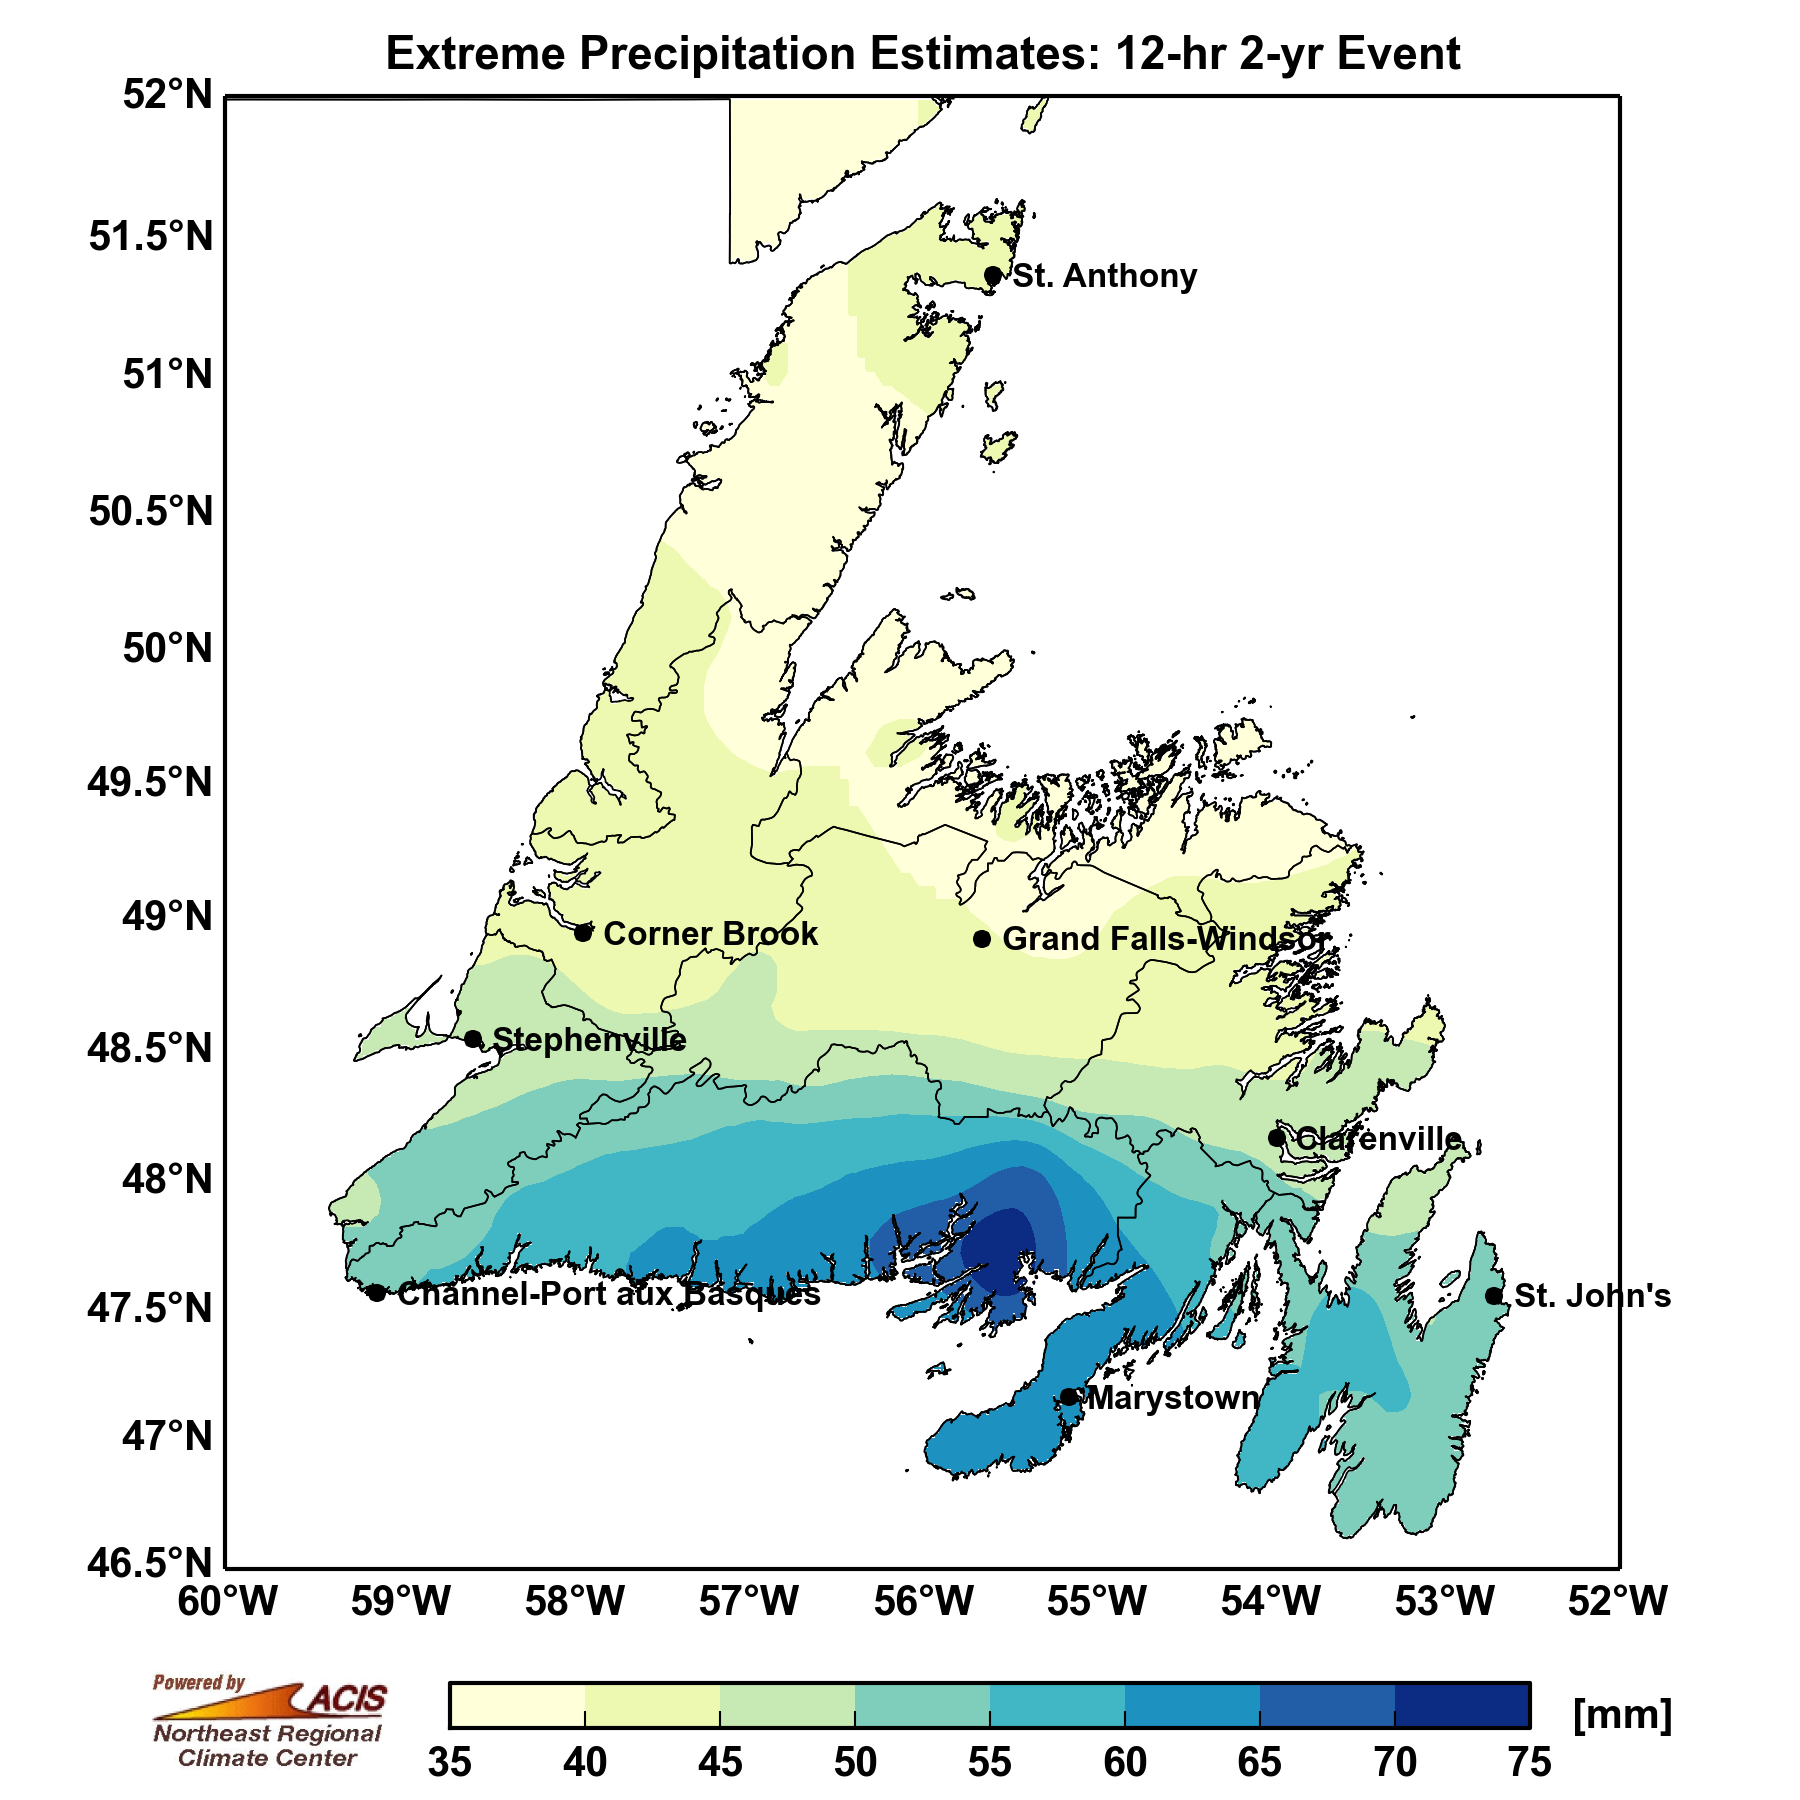 Extreme Precipitation Estimates: 12-hr 2-yr Event
52°N
51.5°N
St. Anthony
51°N
50.5°N
50°N
49.5°N
49°N
Corner Brook
Grand Falls-Windsor
48.5°N
Stephenville
Clarenville
48°N
47.5°N
Channel-Port aux Basques
St. John's
Marystown
47°N
46.5°N
60°W 59°W 58°W 57°W 56°W 55°W 54°W 53°W 52°W
Powered by
ACIS
Northeast Regional
Climate Center
[mm]
35 40 45 50 55 60 65 70 75